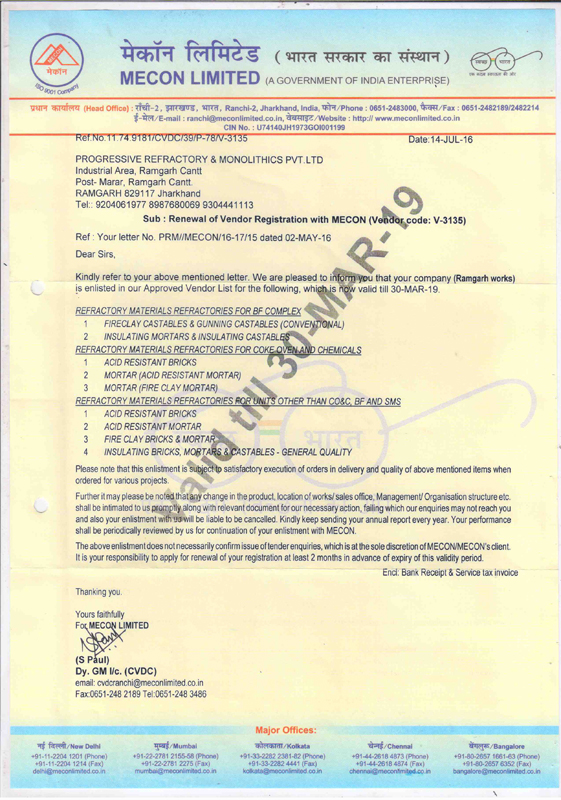 मेकॉन लिमिटेड (भारत सरकार का संस्थान)
MECON LIMITED (A GOVERNMENT OF INDIA ENTERPRISE)
मेकॉन
ISO 9001 Company
स्वच्छ भारत
एक कदम स्वच्छता की ओर
प्रधान कार्यालय (Head Office) : राँची-2, झारखण्ड, भारत, Ranchi-2, Jharkhand, India, फोन/Phone : 0651-2483000, फैक्स/Fax : 0651-2482189/2482214
ई-मेल/E-mail : ranchi@meconlimited.co.in, वेबसाइट/Website : http:// www.meconlimited.co.in
CIN No. : U74140JH1973GOI001199
Ref.No.11.74 9181/CVDC/39/P-78/V-3135 Date:14-JUL-16
PROGRESSIVE REFRACTORY & MONOLITHICS PVT.LTD
Industrial Area, Ramgarh Cantt
Post- Marar, Ramgarh Cantt.
RAMGARH 829117 Jharkhand
Tel:: 9204061977 8987680069 9304441113
Sub : Renewal of Vendor Registration with MECON (Vendor code: V-3135)
Ref : Your letter No. PRM//MECON/16-17/15 dated 02-MAY-16
Dear Sirs,
Kindly refer to your above mentioned letter. We are pleased to inform you that your company (Ramgarh works)
is enlisted in our Approved Vendor List for the following, which is now valid till 30-MAR-19.
REFRACTORY MATERIALS REFRACTORIES FOR BF COMPLEX
1 FIRECLAY CASTABLES & GUNNING CASTABLES (CONVENTIONAL)
2 INSULATING MORTARS & INSULATING CASTABLES
REFRACTORY MATERIALS REFRACTORIES FOR COKE OVEN AND CHEMICALS
1 ACID RESISTANT BRICKS
2 MORTAR (ACID RESISTANT MORTAR)
3 MORTAR (FIRE CLAY MORTAR)
REFRACTORY MATERIALS REFRACTORIES FOR UNITS OTHER THAN CO&C, BF AND SMS
1 ACID RESISTANT BRICKS
2 ACID RESISTANT MORTAR
3 FIRE CLAY BRICKS & MORTAR
4 INSULATING BRICKS, MORTARS & CASTABLES - GENERAL QUALITY
भारत
Valid till 30-MAR-19
Please note that this enlistment is subject to satisfactory execution of orders in delivery and quality of above mentioned items when
ordered for various projects.
Further it may please be noted that any change in the product, location of works/ sales office, Management/ Organisation structure etc.
shall be intimated to us promptly along with relevant document for our necessary action, failing which our enquiries may not reach you
and also your enlistment with us will be liable to be cancelled. Kindly keep sending your annual report every year. Your performance
shall be periodically reviewed by us for continuation of your enlistment with MECON.
The above enlistment does not necessarily confirm issue of tender enquiries, which is at the sole discretion of MECON/MECON's client.
It is your responsibility to apply for renewal of your registration at least 2 months in advance of expiry of this validity period.
Encl: Bank Receipt & Service tax invoice
Thanking you.
Yours faithfully
For MECON LIMITED
(S Paul)
Dy. GM I/c. (CVDC)
email: cvdcranchi@meconlimited.co.in
Fax:0651-248 2189 Tel:0651-248 3486
Major Offices:
नई दिल्ली/New Delhi
+91-11-2204 1201 (Phone)
+91-11-2204 1214 (Fax)
delhi@meconlimited.co.in
मुम्बई/Mumbai
+91-22-2781 2155-58 (Phone)
+91-22-2781 2275 (Fax)
mumbai@meconlimited.co.in
कोलकाता/Kolkata
+91-33-2282 2381-82 (Phone)
+91-33-2282 4441 (Fax)
kolkata@meconlimited.co.in
चेन्नई/Chennai
+91-44-2618 4873 (Phone)
+91-44-2618 4874 (Fax)
chennai@meconlimited.co.in
बेंगलुरू/Bangalore
+91-80-2657 1661-63 (Phone)
+91-80-2657 6352 (Fax)
bangalore@meconlimited.co.in